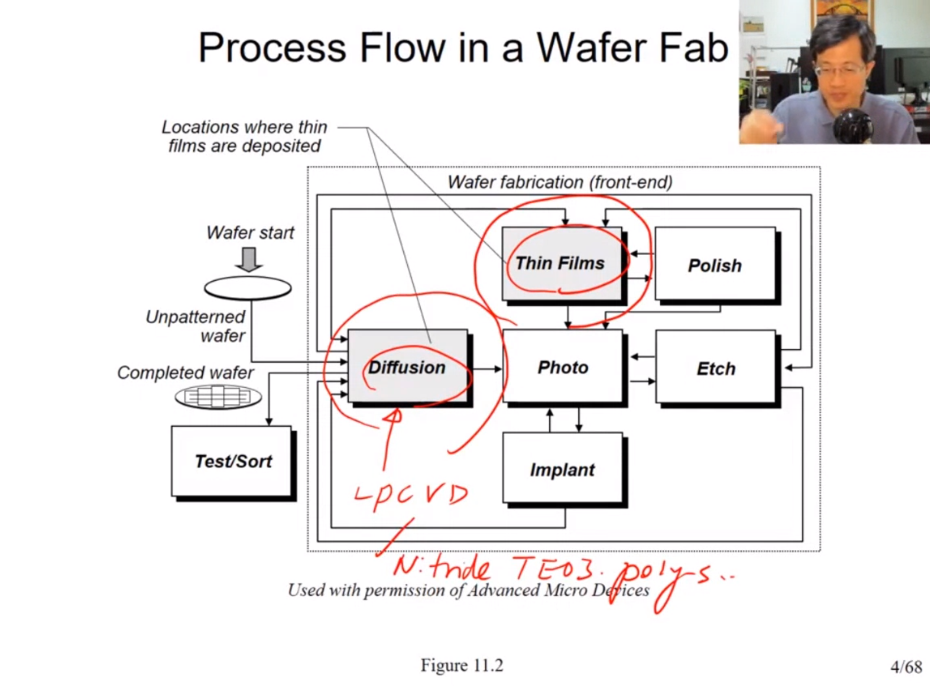 Process Flow in a Wafer Fab
Locations where thin
films are deposited
Wafer fabrication (front-end)
Wafer start
Thin Films
Polish
Unpatterned
wafer
Completed wafer
Diffusion
Photo
Etch
Test/Sort
Implant
LPCVD
Nitride TEOS. poly-s..
Used with permission of Advanced Micro Devices
Figure 11.2
4/68